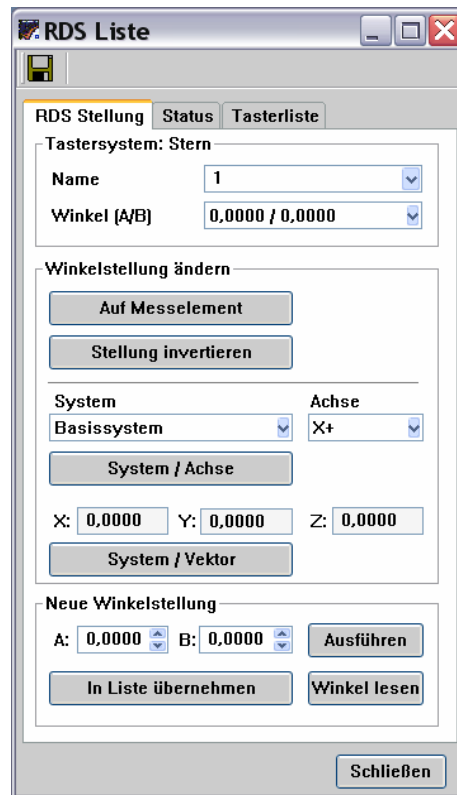 RDS Liste
RDS Stellung Status Tasterliste
Tastersystem: Stern
Name 1
Winkel (A/B) 0,0000 / 0,0000
Winkelstellung ändern
Auf Messelement
Stellung invertieren
System Achse
Basissystem X+
System / Achse
X: 0,0000 Y: 0,0000 Z: 0,0000
System / Vektor
Neue Winkelstellung
A: 0,0000 B: 0,0000 Ausführen
In Liste übernehmen Winkel lesen
Schließen